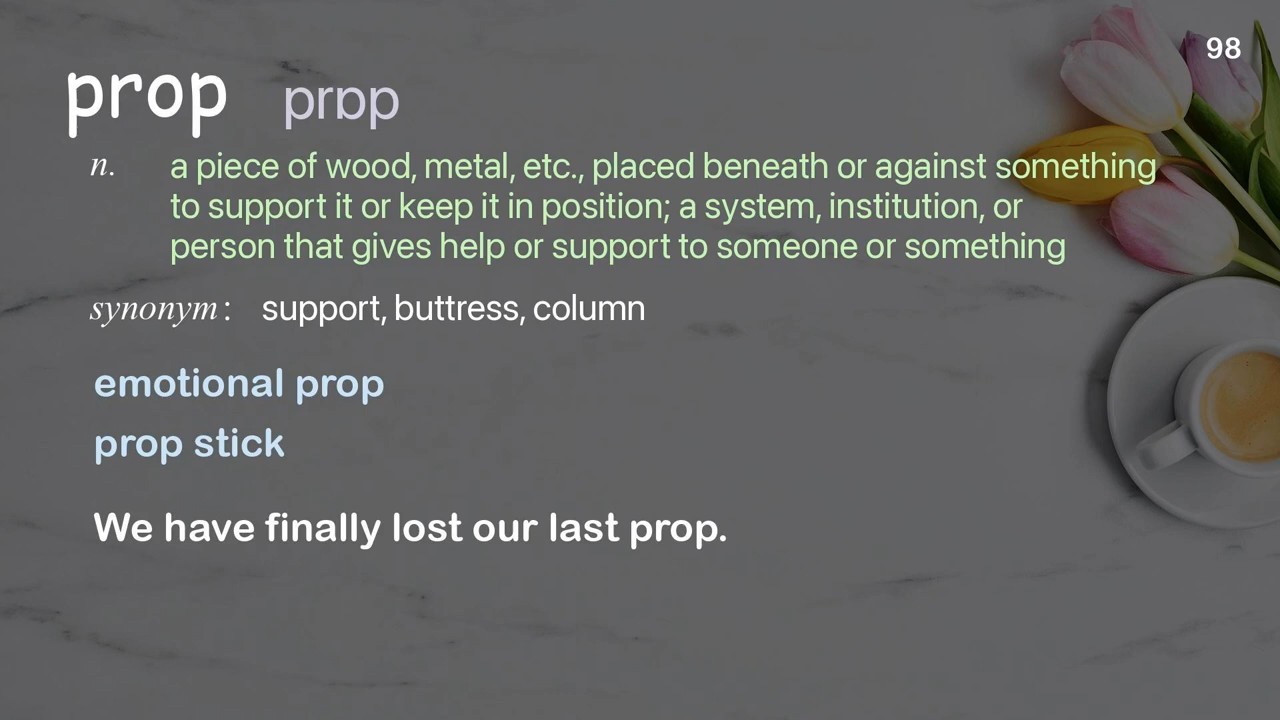 98
prop prɒp
n. a piece of wood, metal, etc., placed beneath or against something
to support it or keep it in position; a system, institution, or
person that gives help or support to someone or something
synonym: support, buttress, column
emotional prop
prop stick
We have finally lost our last prop.